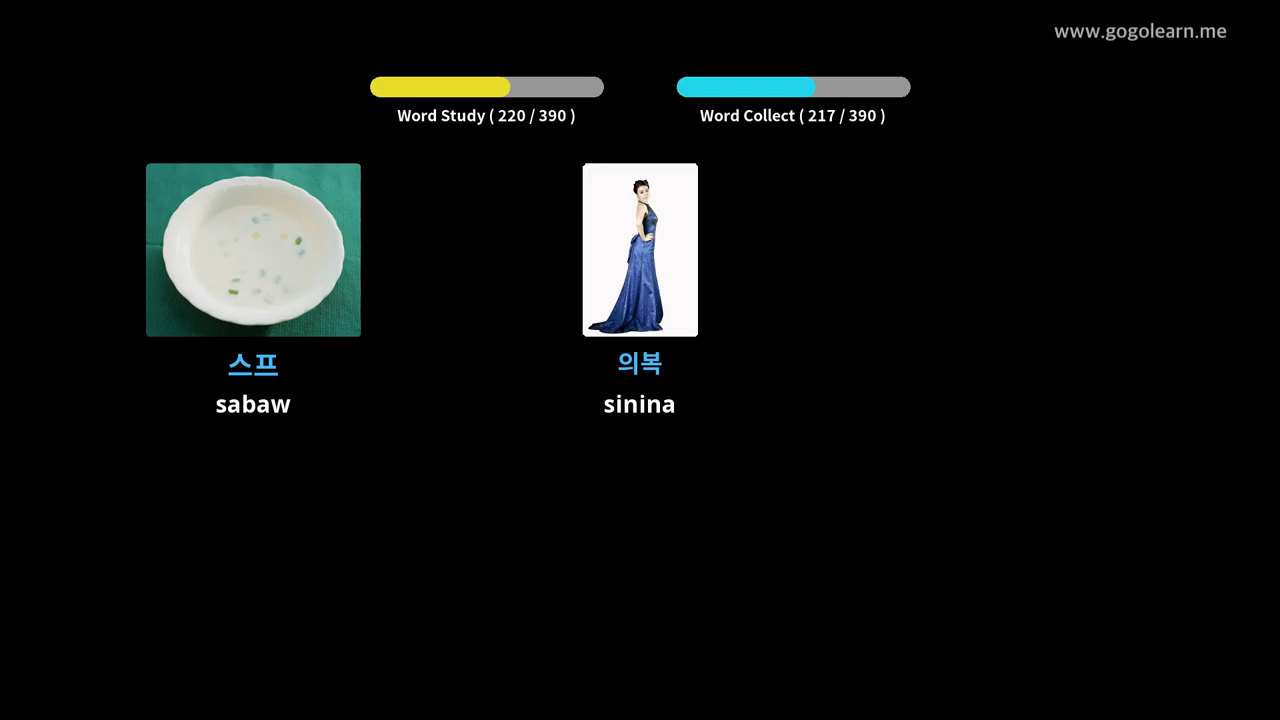 www.gogolearn.me
Word Study ( 220 / 390 )
Word Collect ( 217 / 390 )
스프
sabaw
의복
sinina